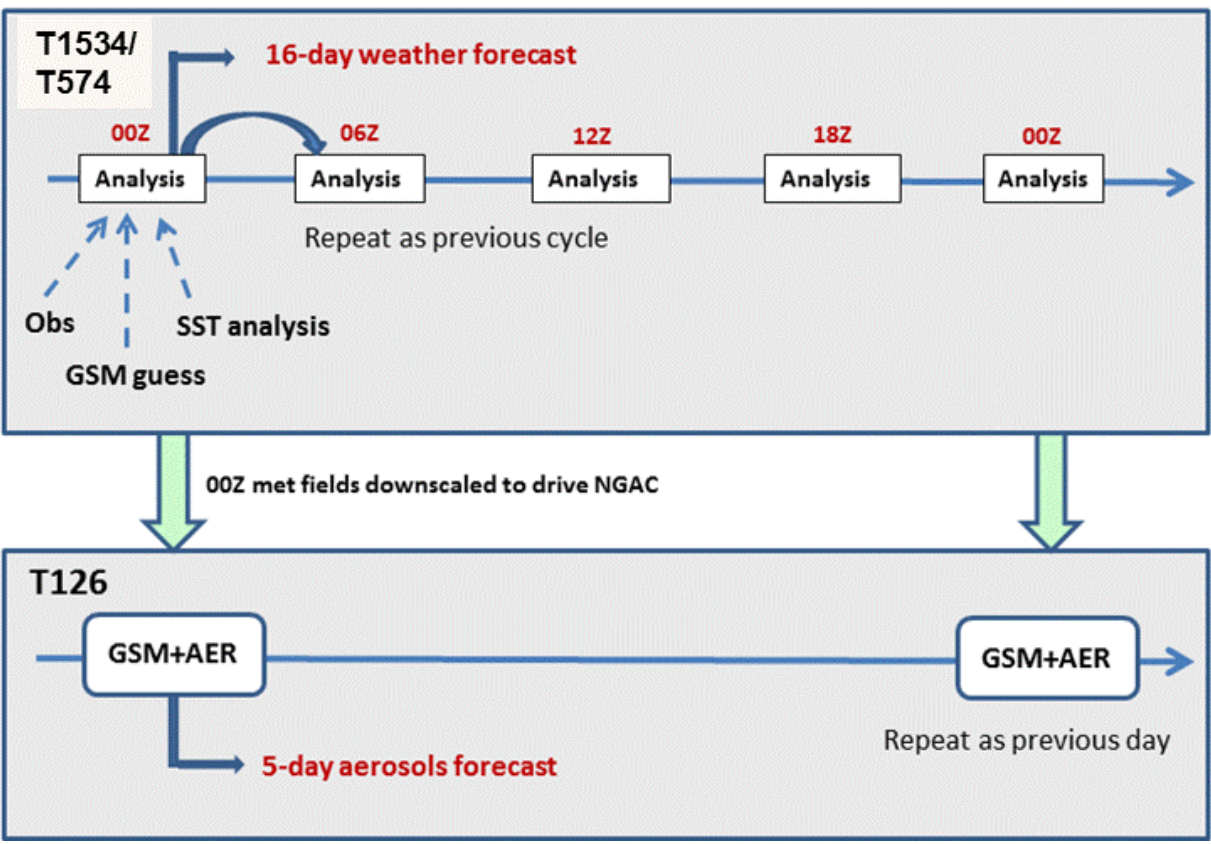 T1534/
T574
16-day weather forecast
00Z 06Z 12Z 18Z 00Z
Analysis Analysis Analysis Analysis Analysis
Repeat as previous cycle
Obs SST analysis
GSM guess
00Z met fields downscaled to drive NGAC
T126
GSM+AER GSM+AER
Repeat as previous day
5-day aerosols forecast